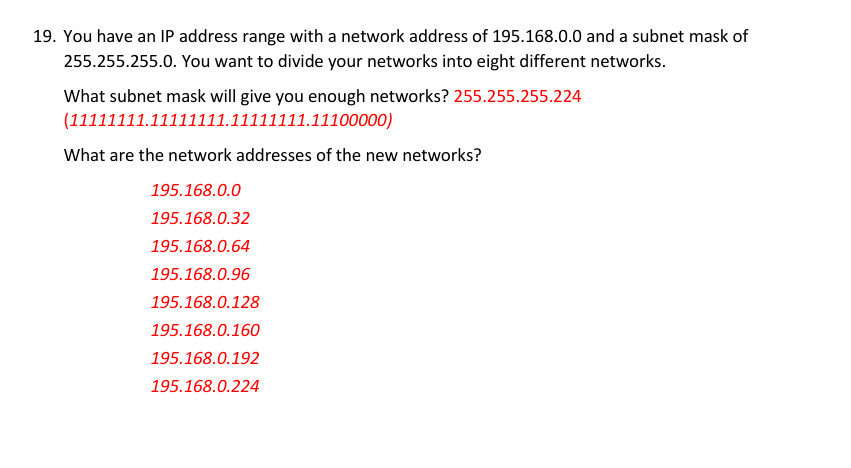 19. You have an IP address range with a network address of 195.168.0.0 and a subnet mask of
255.255.255.0. You want to divide your networks into eight different networks.
What subnet mask will give you enough networks? 255.255.255.224
(11111111.11111111.11111111.11100000)
What are the network addresses of the new networks?
195.168.0.0
195.168.0.32
195.168.0.64
195.168.0.96
195.168.0.128
195.168.0.160
195.168.0.192
195.168.0.224